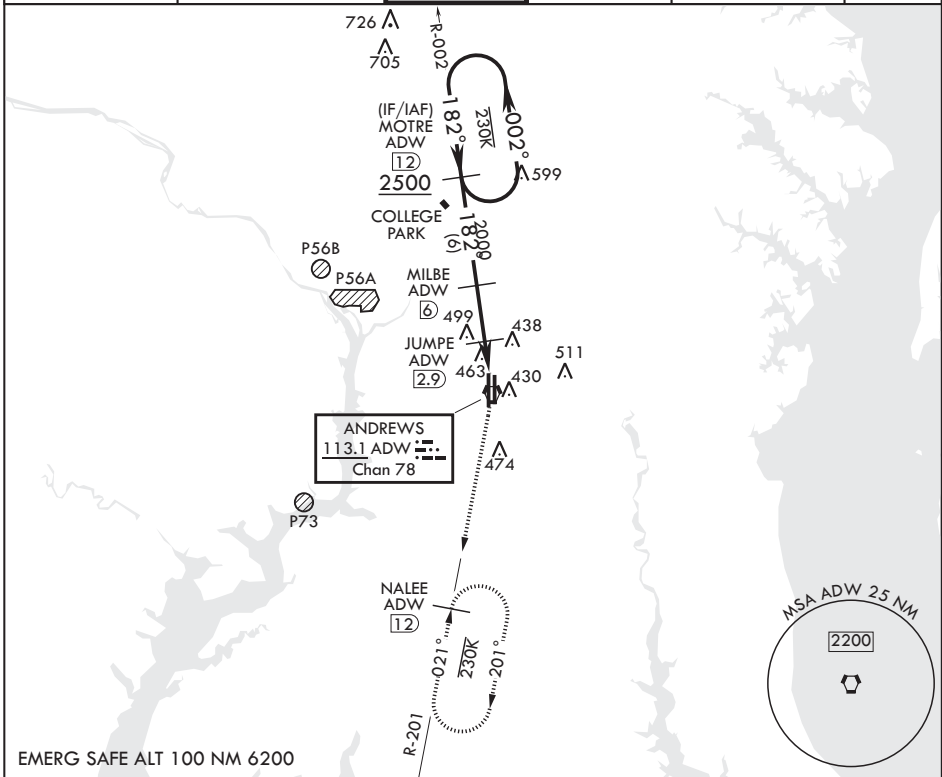 726
705
R-002
(IF/IAF)
MOTRE
ADW
12
2500
182°
230K
002°
599
COLLEGE
PARK
182°
2000
(6)
P56B
P56A
MILBE
ADW
6
499
438
JUMPE
ADW
2.9
463
430
511
ANDREWS
113.1 ADW
Chan 78
474
P73
NALEE
ADW
12
021°
230K
201°
R-201
MSA ADW 25 NM
2200
EMERG SAFE ALT 100 NM 6200